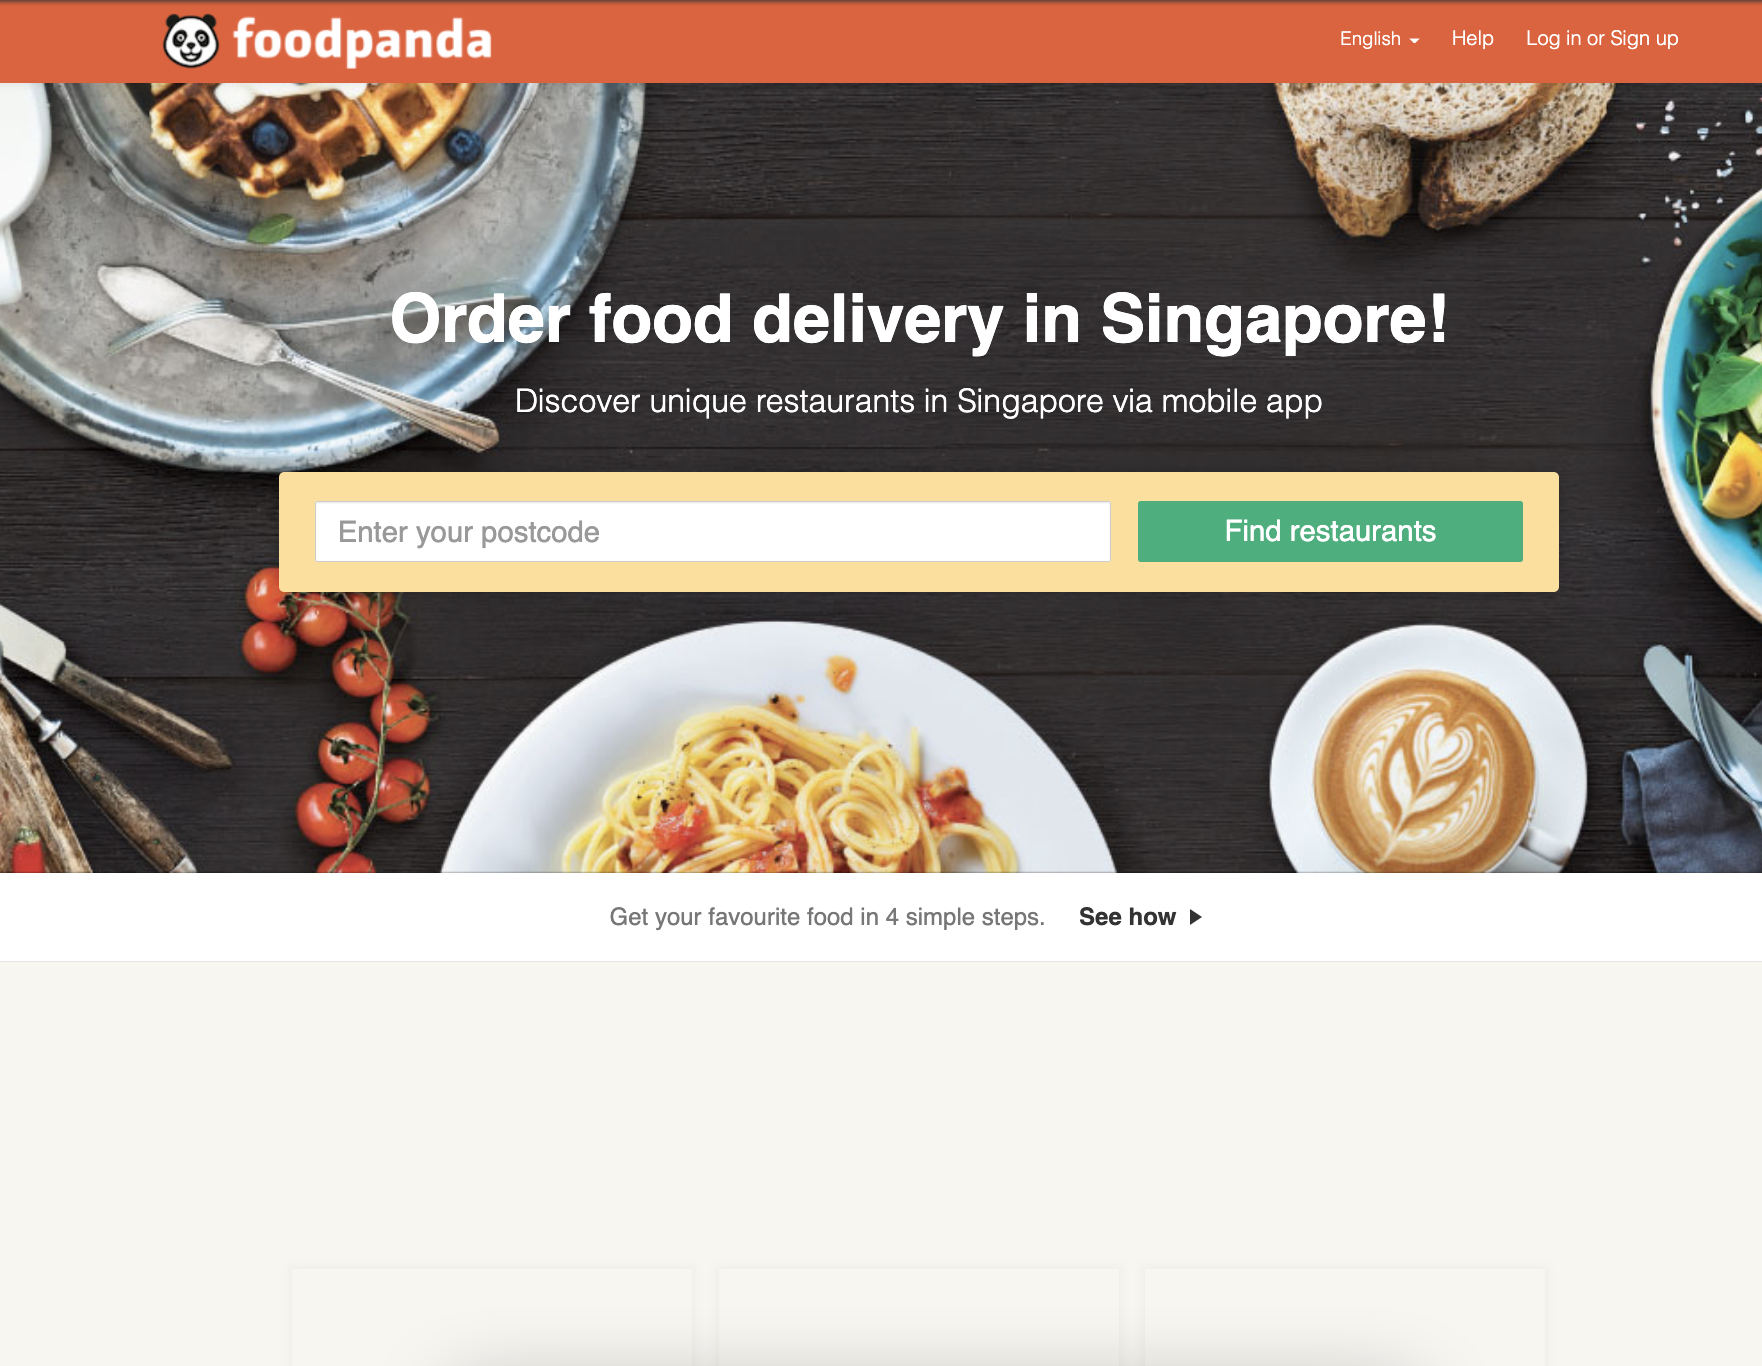 foodpanda
English
Help
Log in or Sign up
Order food delivery in Singapore!
Discover unique restaurants in Singapore via mobile app
Enter your postcode
Find restaurants
Get your favourite food in 4 simple steps.
See how